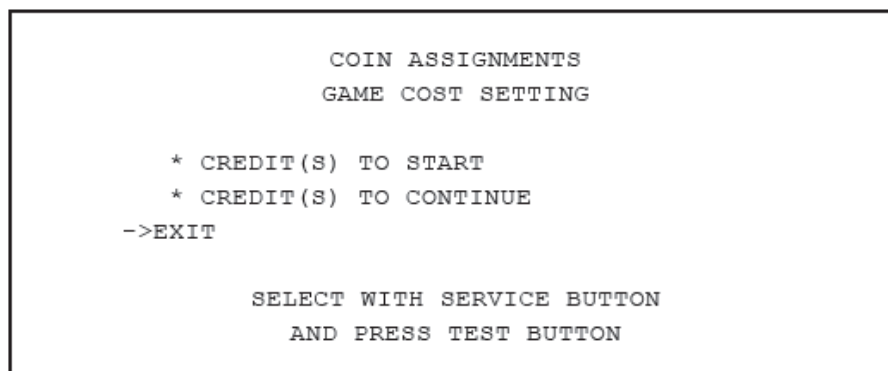 COIN ASSIGNMENTS
GAME COST SETTING
* CREDIT(S) TO START
* CREDIT(S) TO CONTINUE
->EXIT
SELECT WITH SERVICE BUTTON
AND PRESS TEST BUTTON